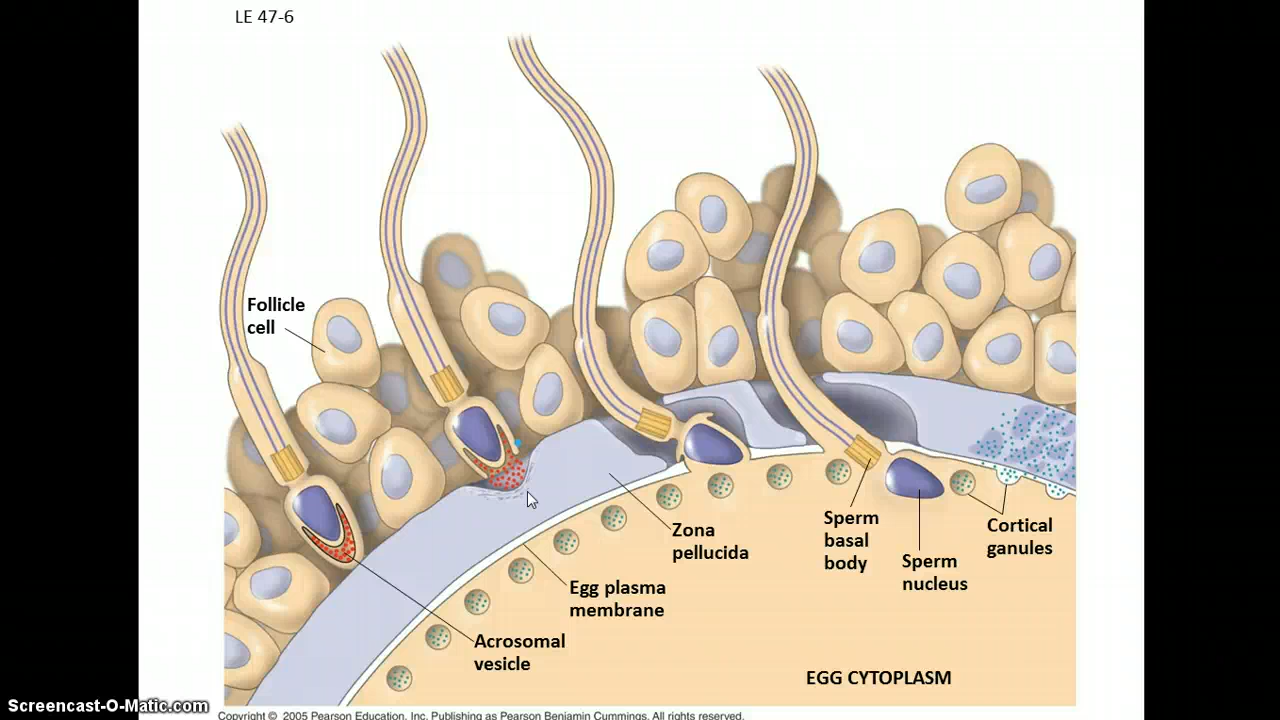 LE 47-6
Follicle
cell
Zona
pellucida
Sperm
basal
body
Sperm
nucleus
Cortical
ganules
Egg plasma
membrane
Acrosomal
vesicle
EGG CYTOPLASM
Screencast-O-Matic.com
Copyright © 2005 Pearson Education, Inc. Publishing as Pearson Benjamin Cummings. All rights reserved.